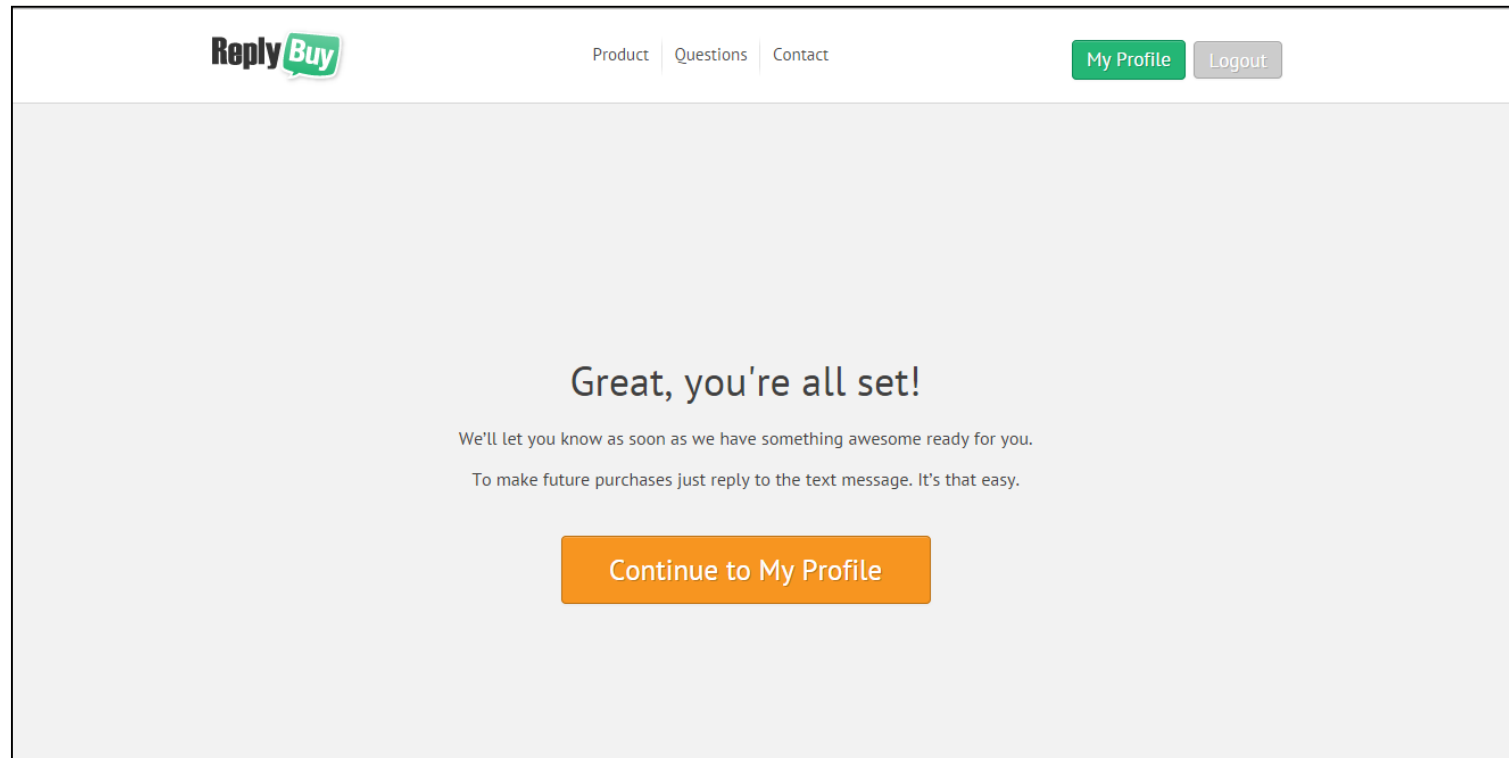 Reply Buy
Product Questions Contact
My Profile Logout
Great, you're all set!
We'll let you know as soon as we have something awesome ready for you.
To make future purchases just reply to the text message. It's that easy.
Continue to My Profile